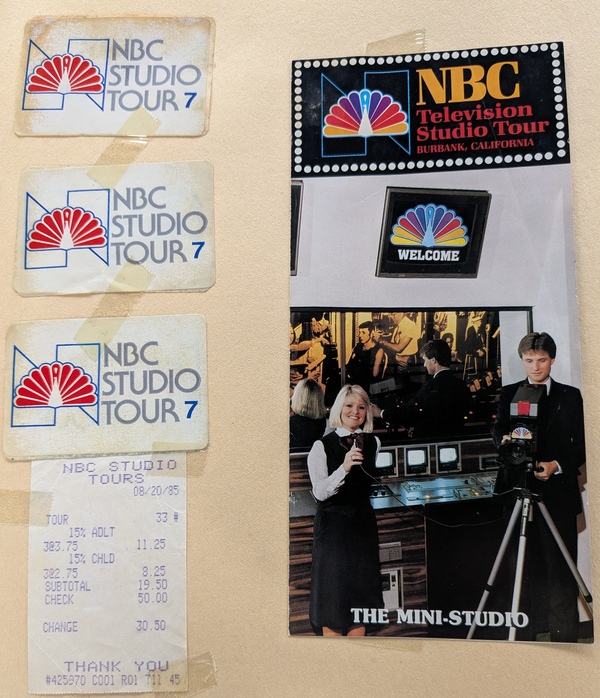 NBC
STUDIO
TOUR 7
NBC
STUDIO
TOUR 7
NBC
STUDIO
TOUR 7
NBC STUDIO
TOURS
08/20/85
TOUR 33 #
15% ADLT
3@3.75 11.25
15% CHLD
3@2.75 8.25
SUBTOTAL 19.50
CHECK 50.00
CHANGE 30.50
THANK YOU
#425970 C001 R01 T11 45
NBC
Television
Studio Tour
BURBANK, CALIFORNIA
WELCOME
THE MINI-STUDIO